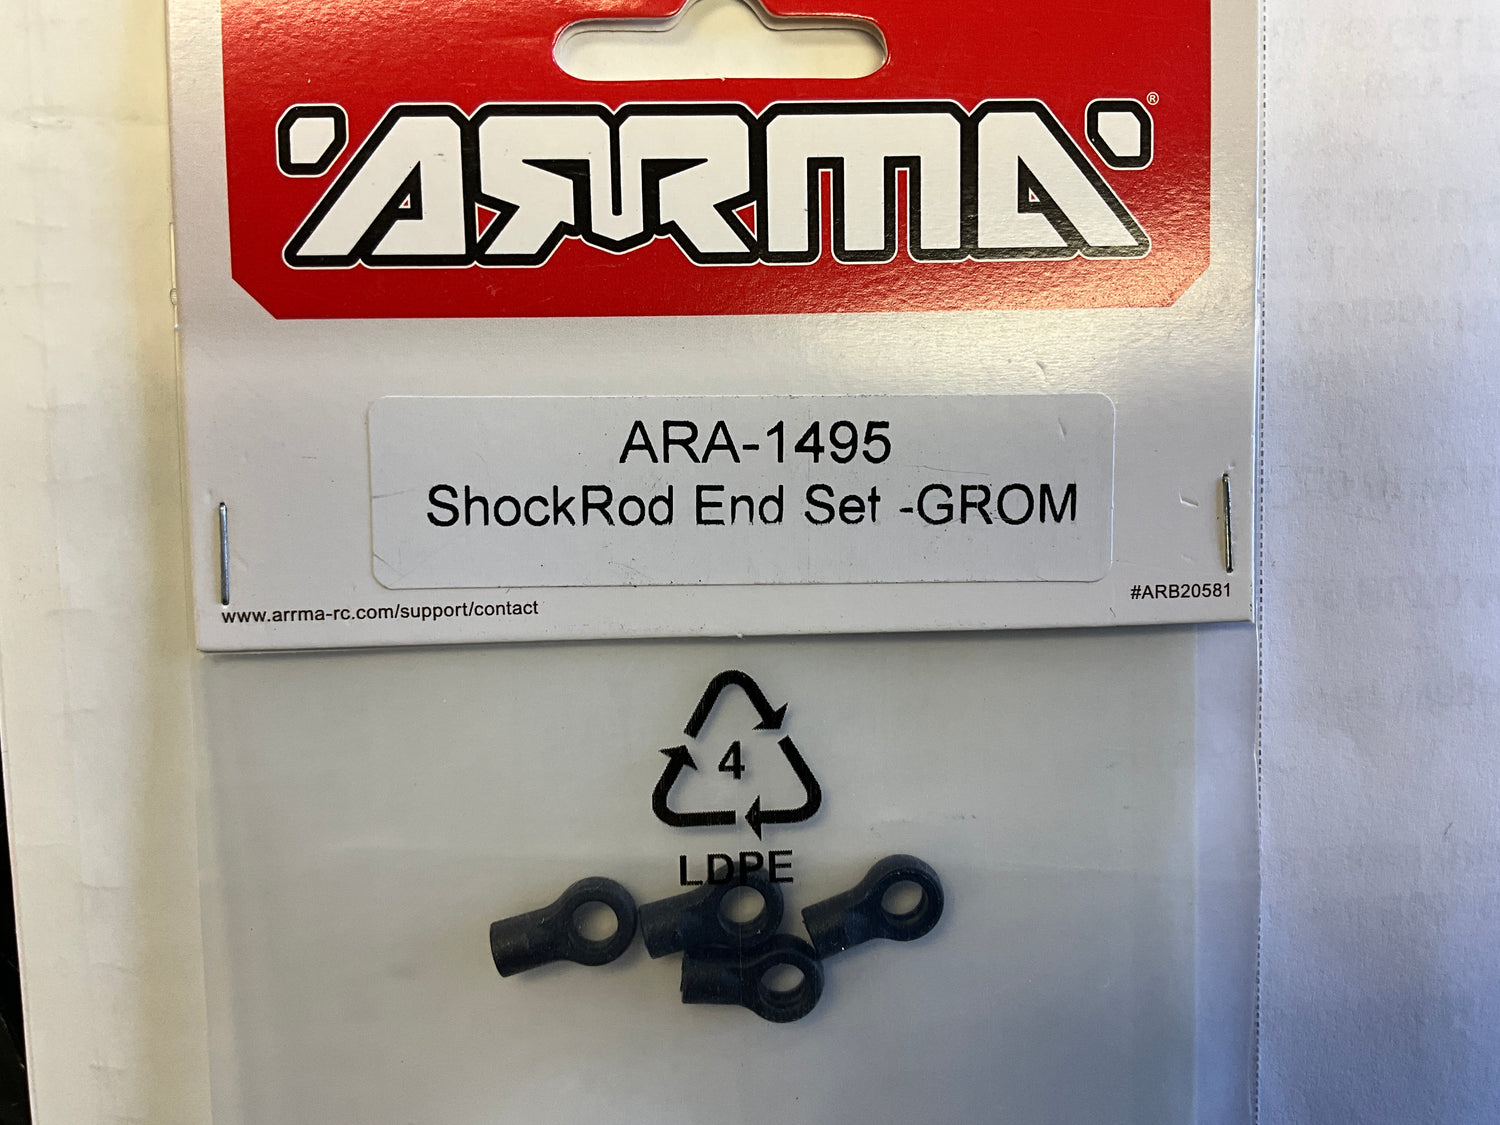 ARRMA®
ARA-1495
ShockRod End Set -GROM
www.arrma-rc.com/support/contact
#ARB20581
4
LDPE